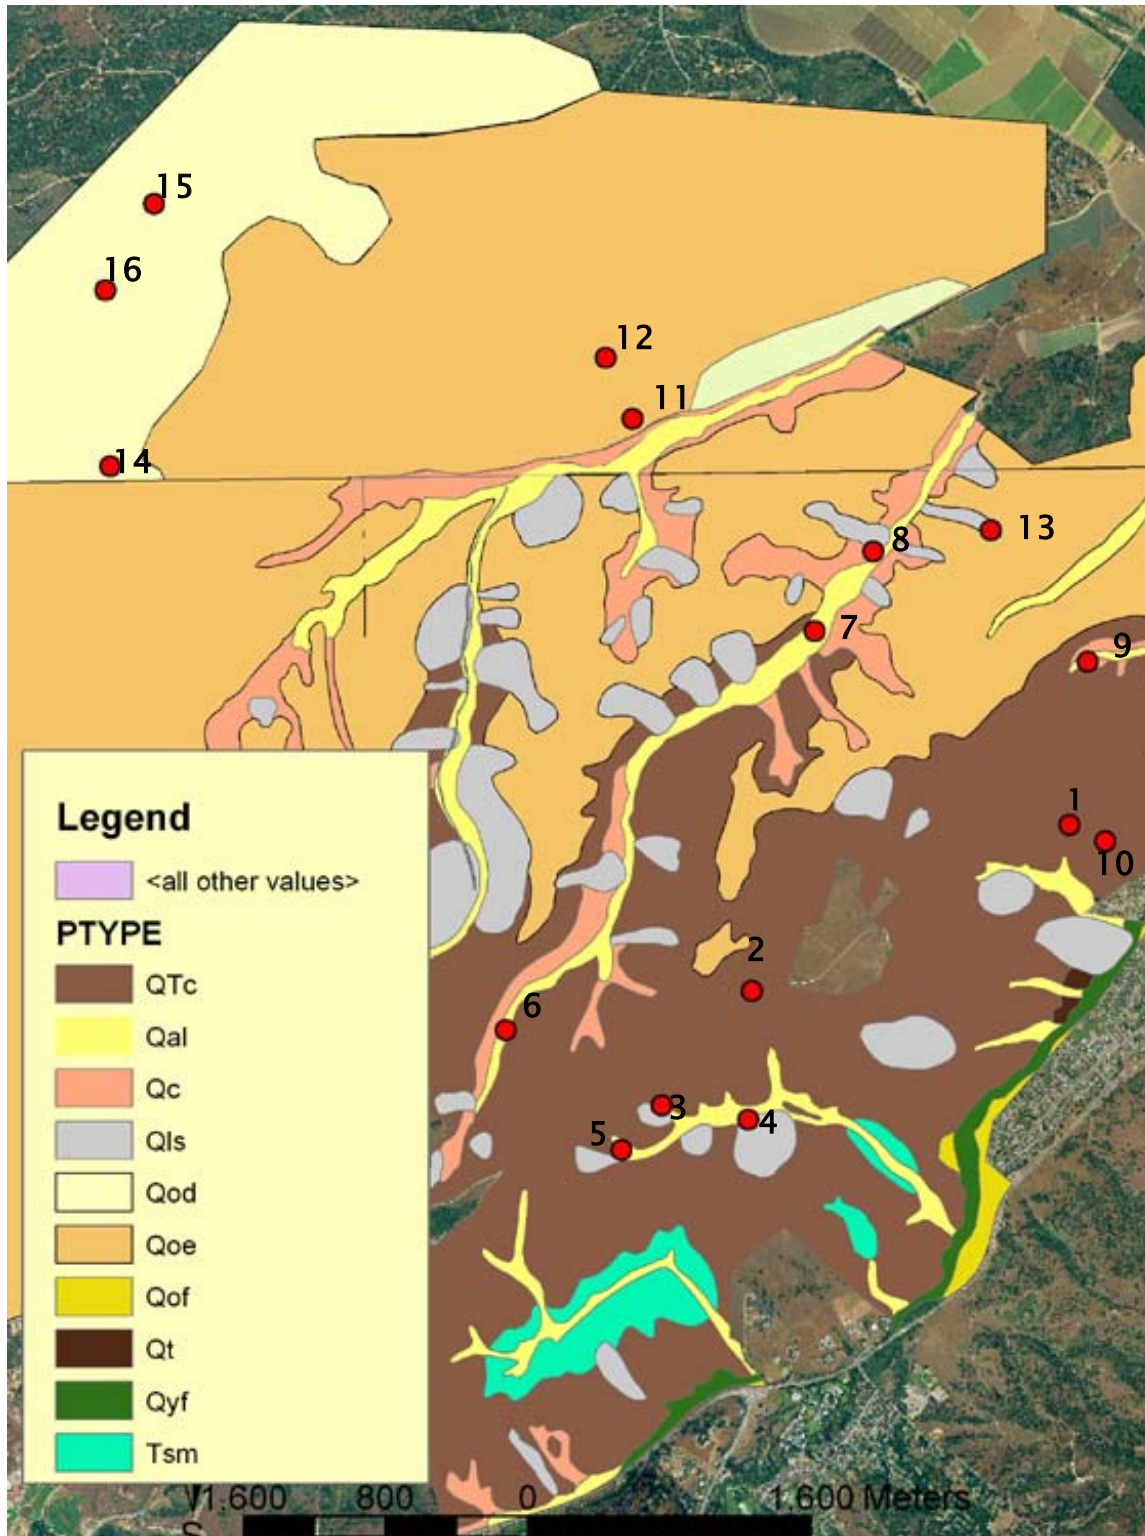 15
16
12
11
14
13
8
7
9
1
10
2
6
3
4
5
Legend
<all other values>
PTYPE
QTc
Qal
Qc
Qls
Qod
Qoe
Qof
Qt
Qyf
Tsm
1,600 800 0 1,600 Meters
S